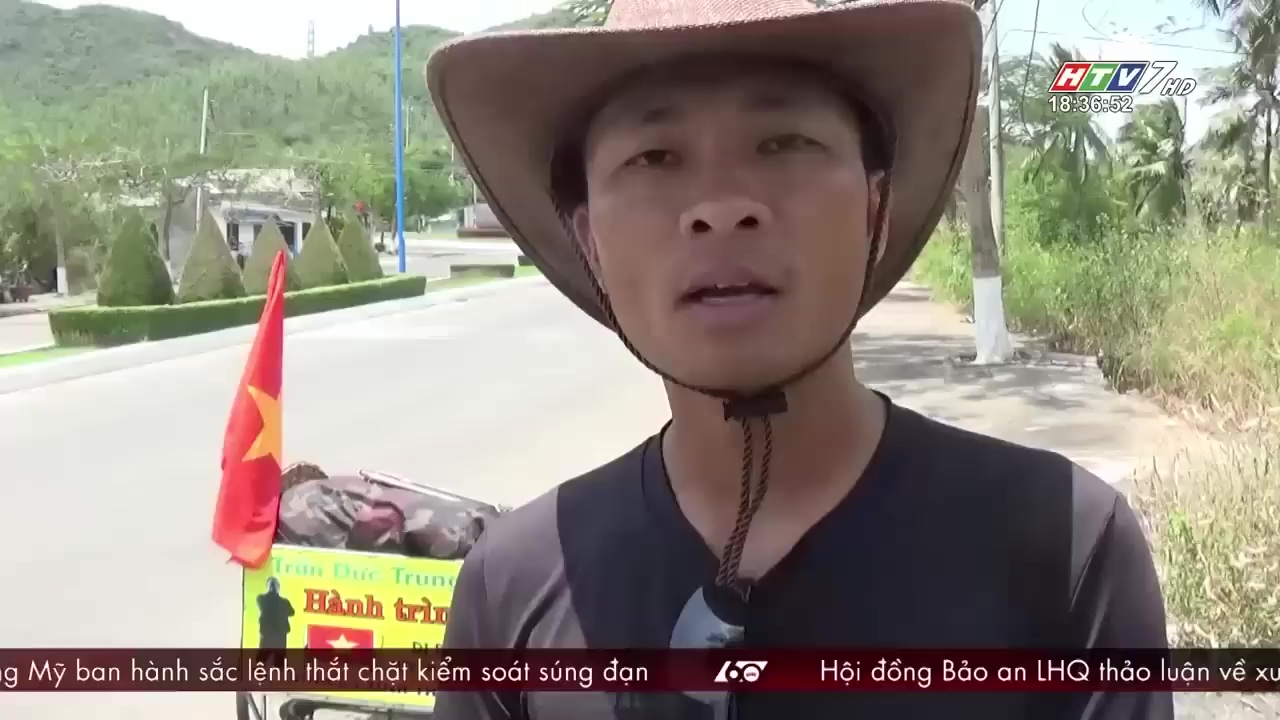 HTV7 HD
18:36:52
Trần Đức Trung
Hành trìn
ng Mỹ ban hành sắc lệnh thắt chặt kiểm soát súng đạn
60
Hội đồng Bảo an LHQ thảo luận về xu